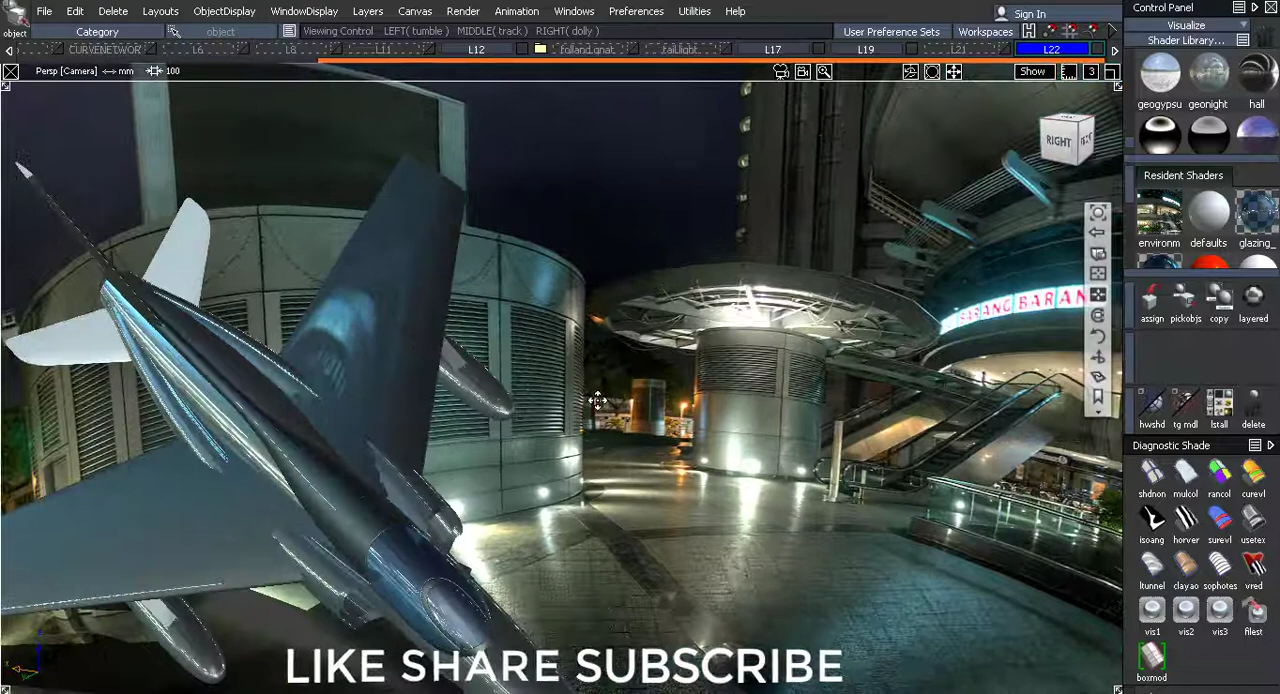 File Edit Delete Layouts ObjectDisplay WindowDisplay Layers Canvas Render Animation Windows Preferences Utilities Help
Sign In
Control Panel
object
Category
object
Viewing Control LEFT( tumble ) MIDDLE( track ) RIGHT( dolly )
User Preference Sets
Workspaces
Visualize
Shader Library...
CURVENETWOR L6 L8 L11 L12 folland.gnat tail.light L17 L19 L21 L22
Persp [Camera] mm 100
Show
3
geogypsu geonight hall
RIGHT
Resident Shaders
environm defaults glazing_
BARANG BARAN
assign pickobjs copy layered
hwshd tg mdl lstall delete
Diagnostic Shade
shdnon mulcol rancol curevl
isoang horver surevl usetex
ltunnel clayao sophotes vred
vis1 vis2 vis3 filest
boxmod
LIKE SHARE SUBSCRIBE